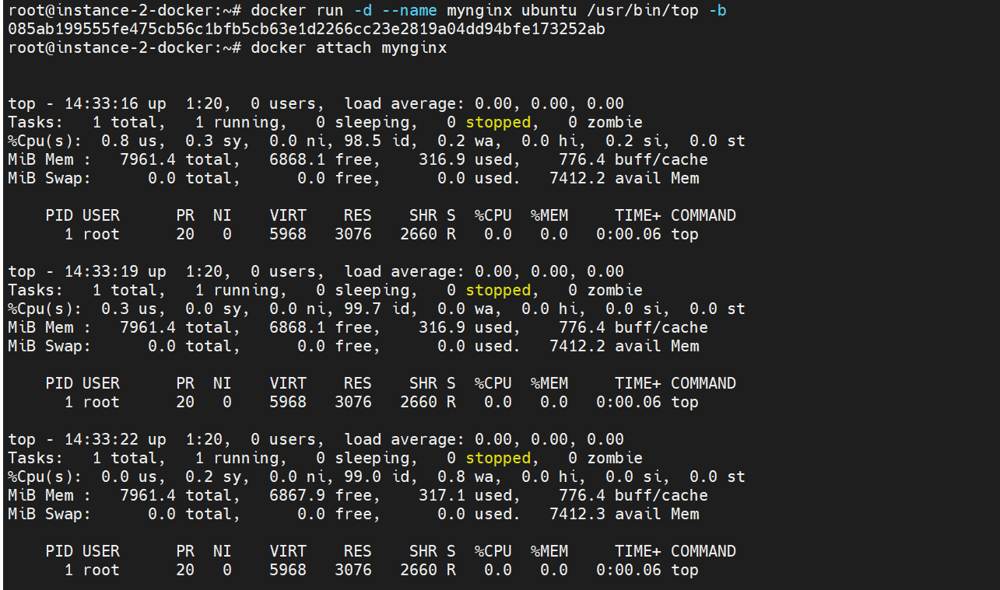 root@instance-2-docker:~# docker run -d --name mynginx ubuntu /usr/bin/top -b
085ab199555fe475cb56c1bfb5cb63e1d2266cc23e2819a04dd94bfe173252ab
root@instance-2-docker:~# docker attach mynginx
top - 14:33:16 up  1:20,  0 users,  load average: 0.00, 0.00, 0.00
Tasks:   1 total,   1 running,   0 sleeping,   0 stopped,   0 zombie
%Cpu(s):  0.8 us,  0.3 sy,  0.0 ni, 98.5 id,  0.2 wa,  0.0 hi,  0.2 si,  0.0 st
MiB Mem :   7961.4 total,   6868.1 free,    316.9 used,    776.4 buff/cache
MiB Swap:      0.0 total,      0.0 free,      0.0 used.   7412.2 avail Mem
    PID USER      PR  NI    VIRT    RES    SHR S  %CPU  %MEM     TIME+ COMMAND
      1 root      20   0    5968   3076   2660 R   0.0   0.0   0:00.06 top
top - 14:33:19 up  1:20,  0 users,  load average: 0.00, 0.00, 0.00
Tasks:   1 total,   1 running,   0 sleeping,   0 stopped,   0 zombie
%Cpu(s):  0.3 us,  0.0 sy,  0.0 ni, 99.7 id,  0.0 wa,  0.0 hi,  0.0 si,  0.0 st
MiB Mem :   7961.4 total,   6868.1 free,    316.9 used,    776.4 buff/cache
MiB Swap:      0.0 total,      0.0 free,      0.0 used.   7412.2 avail Mem
    PID USER      PR  NI    VIRT    RES    SHR S  %CPU  %MEM     TIME+ COMMAND
      1 root      20   0    5968   3076   2660 R   0.0   0.0   0:00.06 top
top - 14:33:22 up  1:20,  0 users,  load average: 0.00, 0.00, 0.00
Tasks:   1 total,   1 running,   0 sleeping,   0 stopped,   0 zombie
%Cpu(s):  0.0 us,  0.2 sy,  0.0 ni, 99.0 id,  0.8 wa,  0.0 hi,  0.0 si,  0.0 st
MiB Mem :   7961.4 total,   6867.9 free,    317.1 used,    776.4 buff/cache
MiB Swap:      0.0 total,      0.0 free,      0.0 used.   7412.3 avail Mem
    PID USER      PR  NI    VIRT    RES    SHR S  %CPU  %MEM     TIME+ COMMAND
      1 root      20   0    5968   3076   2660 R   0.0   0.0   0:00.06 top